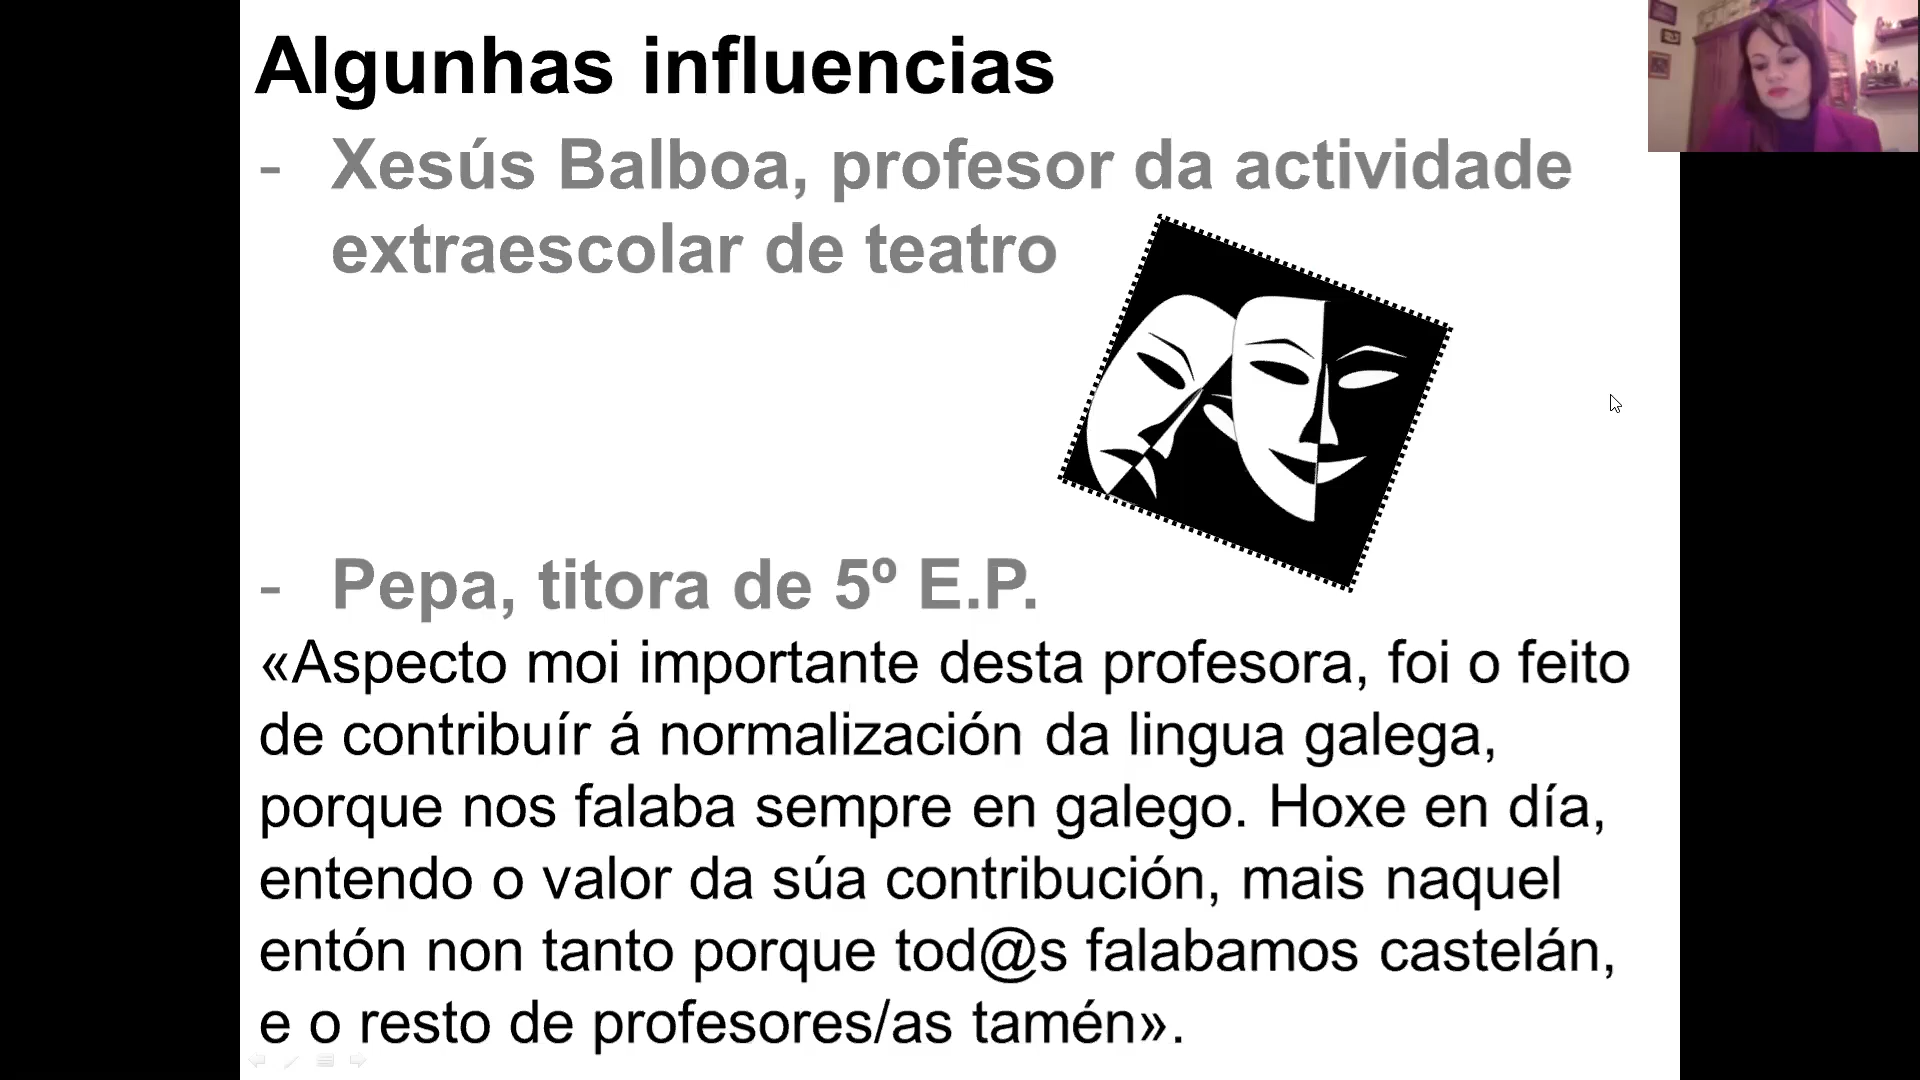 Algunhas influencias
- Xesús Balboa, profesor da actividade
extraescolar de teatro
- Pepa, titora de 5º E.P.
«Aspecto moi importante desta profesora, foi o feito
de contribuír á normalización da lingua galega,
porque nos falaba sempre en galego. Hoxe en día,
entendo o valor da súa contribución, mais naquel
entón non tanto porque tod@s falabamos castelán,
e o resto de profesores/as tamén».